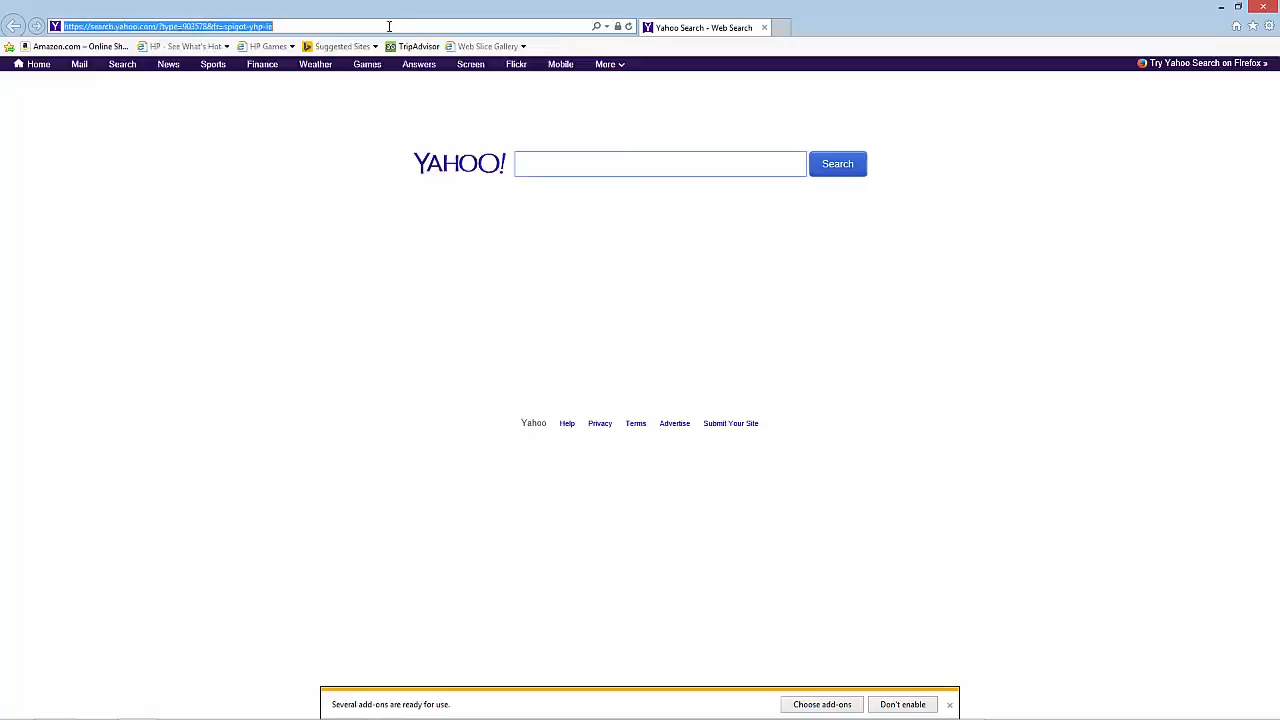 https://search.yahoo.com/?type=903578&fr=spigot-yhp-ie
Yahoo Search - Web Search
Amazon.com – Online Sh... HP - See What's Hot HP Games Suggested Sites TripAdvisor Web Slice Gallery
Home Mail Search News Sports Finance Weather Games Answers Screen Flickr Mobile More Try Yahoo Search on Firefox »
YAHOO! Search
Yahoo Help Privacy Terms Advertise Submit Your Site
Several add-ons are ready for use. Choose add-ons Don't enable